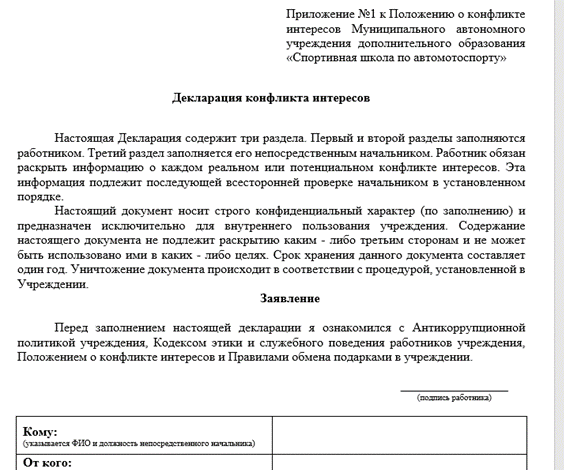 Приложение №1 к Положению о конфликте
интересов Муниципального автономного
учреждения дополнительного образования
«Спортивная школа по автомотоспорту»
Декларация конфликта интересов
Настоящая Декларация содержит три раздела. Первый и второй разделы заполняются
работником. Третий раздел заполняется его непосредственным начальником. Работник обязан
раскрыть информацию о каждом реальном или потенциальном конфликте интересов. Эта
информация подлежит последующей всесторонней проверке начальником в установленном
порядке.
Настоящий документ носит строго конфиденциальный характер (по заполнению) и
предназначен исключительно для внутреннего пользования учреждения. Содержание
настоящего документа не подлежит раскрытию каким - либо третьим сторонам и не может
быть использовано ими в каких - либо целях. Срок хранения данного документа составляет
один год. Уничтожение документа происходит в соответствии с процедурой, установленной в
Учреждении.
Заявление
Перед заполнением настоящей декларации я ознакомился с Антикоррупционной
политикой учреждения, Кодексом этики и служебного поведения работников учреждения,
Положением о конфликте интересов и Правилами обмена подарками в учреждении.
(подпись работника)
Кому:
(указывается ФИО и должность непосредственного начальника)
От кого: